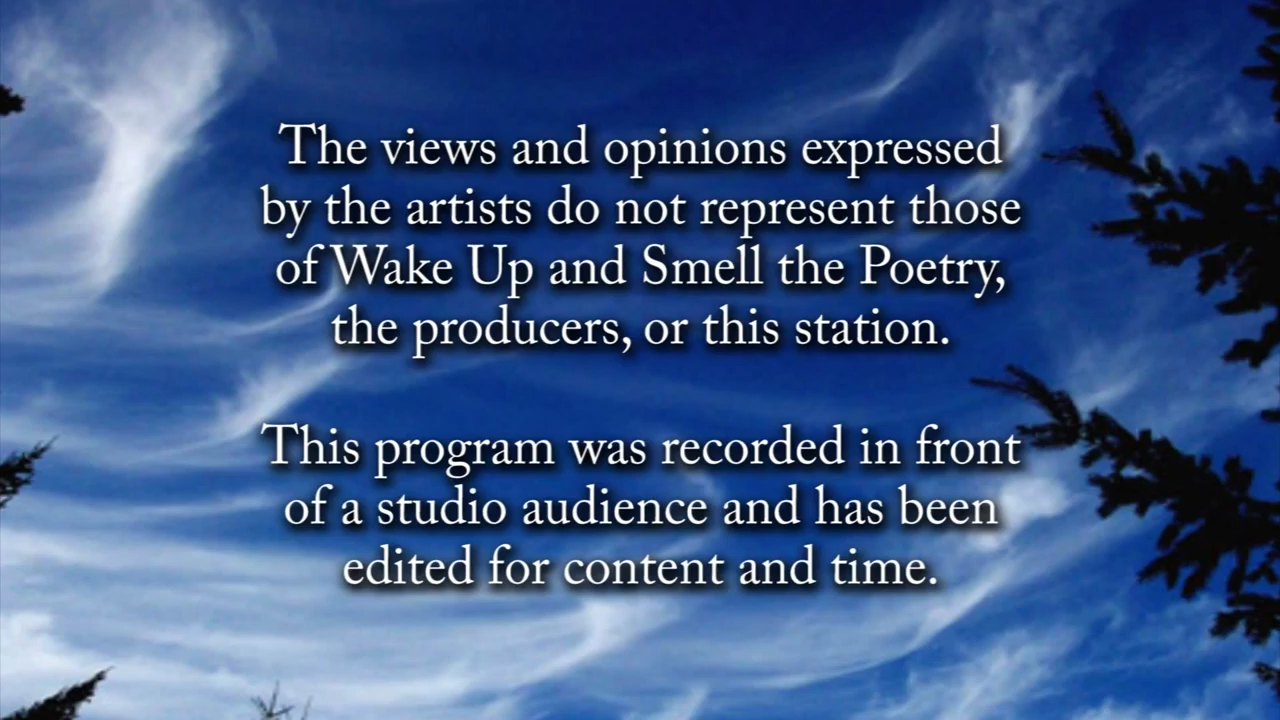 The views and opinions expressed
by the artists do not represent those
of Wake Up and Smell the Poetry,
the producers, or this station.
This program was recorded in front
of a studio audience and has been
edited for content and time.